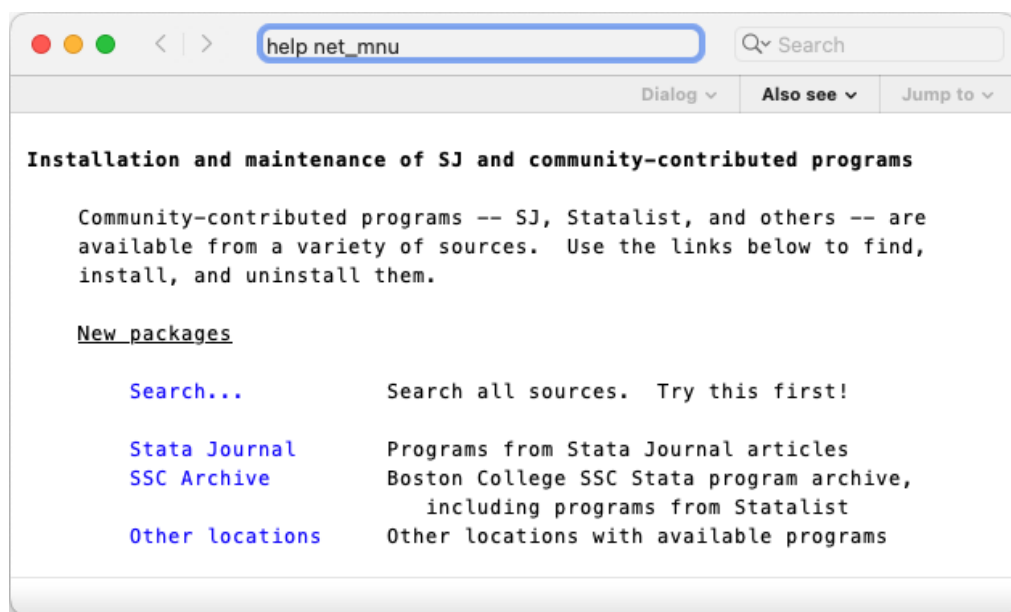 help net_mnu
Search
Dialog
Also see
Jump to
Installation and maintenance of SJ and community-contributed programs
Community-contributed programs -- SJ, Statalist, and others -- are
available from a variety of sources.  Use the links below to find,
install, and uninstall them.
New packages
Search... Search all sources.  Try this first!
Stata Journal Programs from Stata Journal articles
SSC Archive Boston College SSC Stata program archive,
including programs from Statalist
Other locations Other locations with available programs